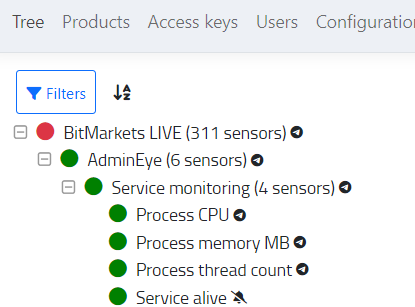 Tree Products Access keys Users Configuratio
Filters
BitMarkets LIVE (311 sensors)
AdminEye (6 sensors)
Service monitoring (4 sensors)
Process CPU
Process memory MB
Process thread count
Service alive